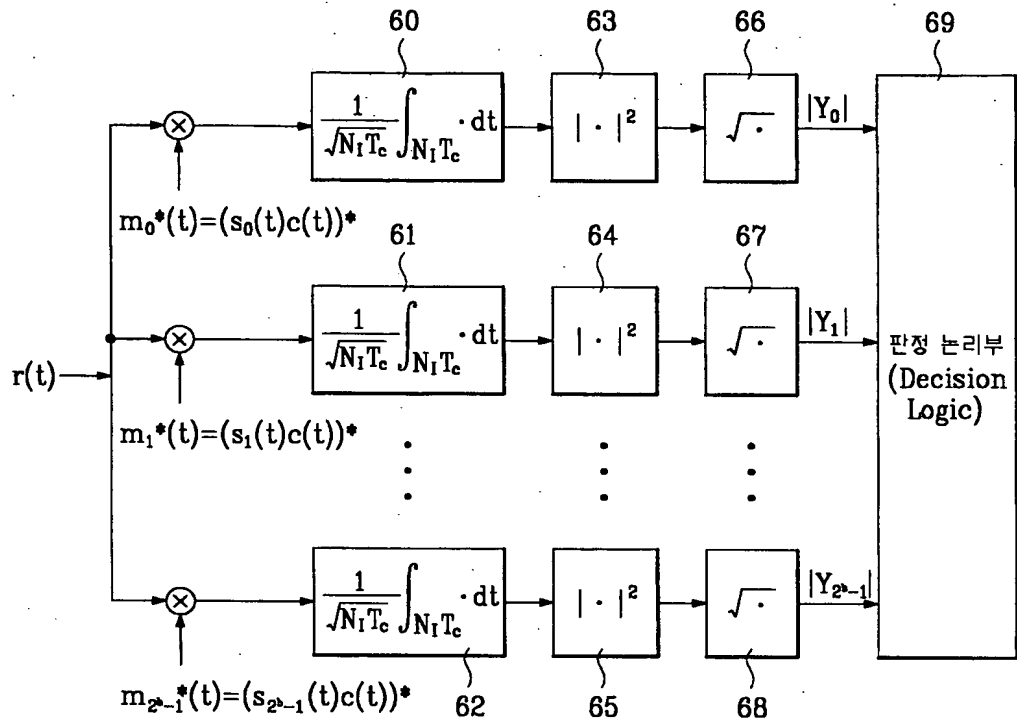 60 63 66 69
1/√(N_I T_c) ∫_{N_I T_c} · dt | · |² √· |Y₀|
m₀*(t)=(s₀(t)c(t))*
61 64 67
1/√(N_I T_c) ∫_{N_I T_c} · dt | · |² √· |Y₁|
판정 논리부
(Decision
Logic)
r(t)
m₁*(t)=(s₁(t)c(t))*
1/√(N_I T_c) ∫_{N_I T_c} · dt | · |² √· |Y_{2^b-1}|
m_{2^b-1}*(t)=(s_{2^b-1}(t)c(t))*
62 65 68